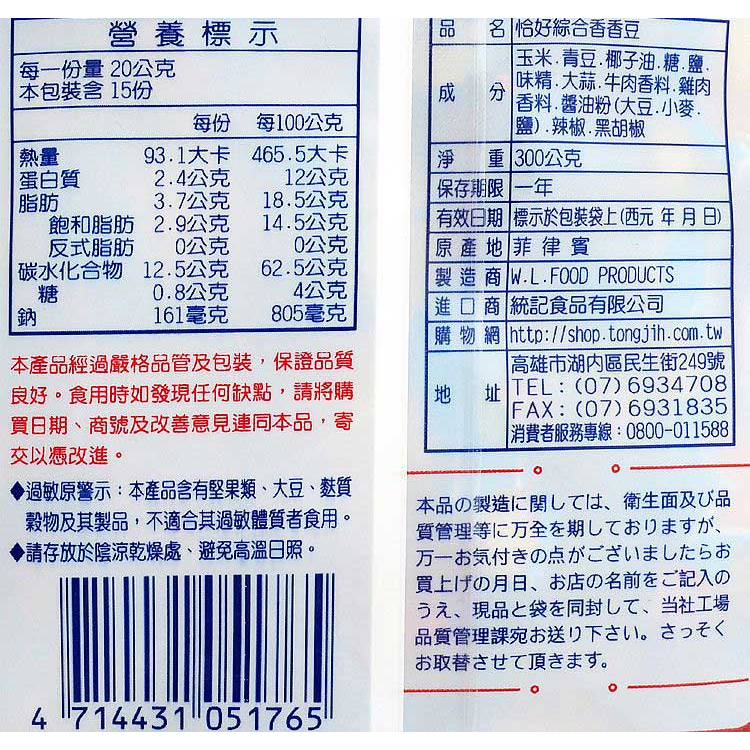 營養標示
每一份量 20公克
本包裝含 15份
每份 每100公克
熱量 93.1大卡 465.5大卡
蛋白質 2.4公克 12公克
脂肪 3.7公克 18.5公克
飽和脂肪 2.9公克 14.5公克
反式脂肪 0公克 0公克
碳水化合物 12.5公克 62.5公克
糖 0.8公克 4公克
鈉 161毫克 805毫克
本產品經過嚴格品管及包裝，保證品質
良好。食用時如發現任何缺點，請將購
買日期、商號及改善意見連同本品，寄
交以憑改進。
◆過敏原警示：本產品含有堅果類、大豆、麩質
穀物及其製品，不適合其過敏體質者食用。
◆請存放於陰涼乾燥處、避免高溫日照。
4 714431 051765
品名 恰好綜合香香豆
成分 玉米.青豆.椰子油.糖.鹽.
味精.大蒜.牛肉香料.雞肉
香料.醬油粉(大豆.小麥.
鹽).辣椒.黑胡椒
淨重 300公克
保存期限 一年
有效日期 標示於包裝袋上(西元 年 月 日)
原產地 菲律賓
製造商 W.L.FOOD PRODUCTS
進口商 統記食品有限公司
購物網 http://shop.tongjih.com.tw
地址 高雄市湖內區民生街249號
TEL：(07)6934708
FAX：(07)6931835
消費者服務專線：0800-011588
本品の製造に関しては、衛生面及び品
質管理等に万全を期しておりますが、
万一お気付きの点がございましたらお
買上げの月日、お店の名前をご記入の
うえ、現品と袋を同封して、当社工場
品質管理課宛お送り下さい。さっそく
お取替させて頂きます。